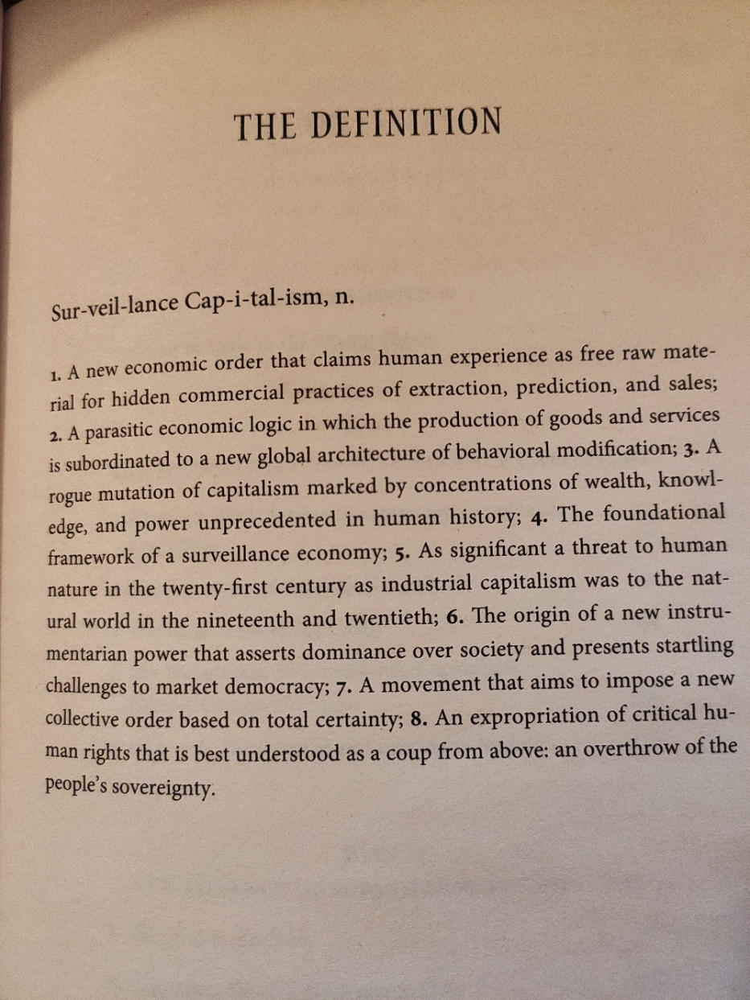 THE DEFINITION
Sur-veil-lance Cap-i-tal-ism, n.
1. A new economic order that claims human experience as free raw mate-
rial for hidden commercial practices of extraction, prediction, and sales;
2. A parasitic economic logic in which the production of goods and services
is subordinated to a new global architecture of behavioral modification; 3. A
rogue mutation of capitalism marked by concentrations of wealth, knowl-
edge, and power unprecedented in human history; 4. The foundational
framework of a surveillance economy; 5. As significant a threat to human
nature in the twenty-first century as industrial capitalism was to the nat-
ural world in the nineteenth and twentieth; 6. The origin of a new instru-
mentarian power that asserts dominance over society and presents startling
challenges to market democracy; 7. A movement that aims to impose a new
collective order based on total certainty; 8. An expropriation of critical hu-
man rights that is best understood as a coup from above: an overthrow of the
people's sovereignty.